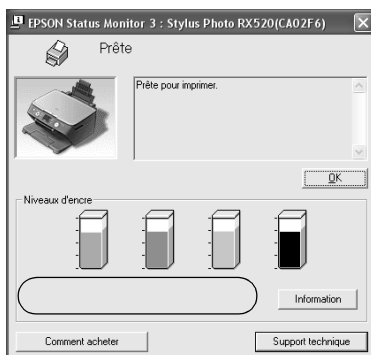 EPSON Status Monitor 3 : Stylus Photo RX520(CA02F6)
Prête
Prête pour imprimer.
OK
Niveaux d'encre
Information
Comment acheter
Support technique